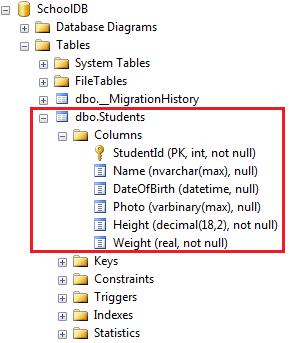 SchoolDB
Database Diagrams
Tables
System Tables
FileTables
dbo.__MigrationHistory
dbo.Students
Columns
StudentId (PK, int, not null)
Name (nvarchar(max), null)
DateOfBirth (datetime, null)
Photo (varbinary(max), null)
Height (decimal(18,2), not null)
Weight (real, not null)
Keys
Constraints
Triggers
Indexes
Statistics